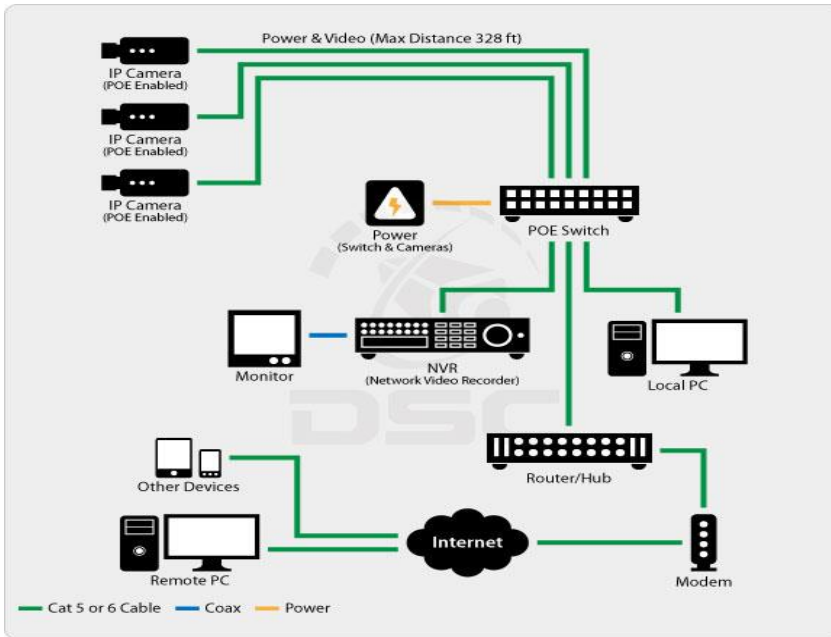 Power & Video (Max Distance 328 ft)
IP Camera
(POE Enabled)
IP Camera
(POE Enabled)
IP Camera
(POE Enabled)
Power
(Switch & Cameras)
POE Switch
Monitor
NVR
(Network Video Recorder)
Local PC
DSC
Other Devices
Router/Hub
Internet
Remote PC
Modem
Cat 5 or 6 Cable
Coax
Power